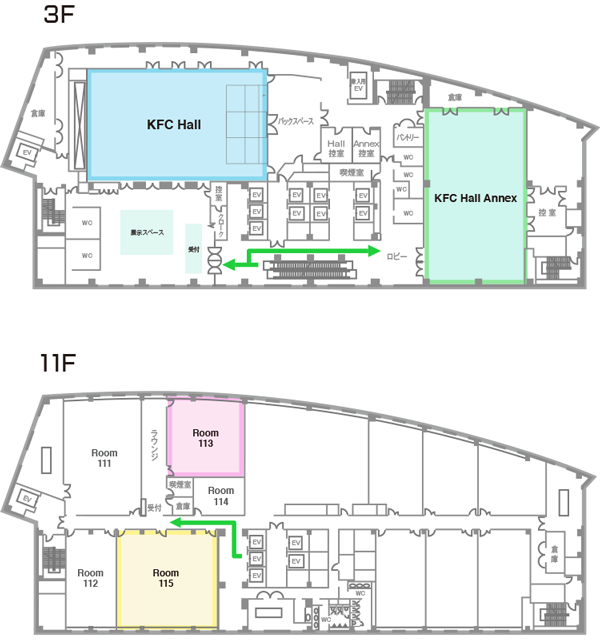 3F
倉庫
EV
KFC Hall
バックスペース
搬入用
EV
倉庫
パントリー
Hall
控室
Annex
控室
喫煙室
WC
WC
WC
WC
KFC Hall Annex
控室
控室
クローク
EV
EV
EV
EV
EV
EV
EV
EV
EV
WC
WC
展示スペース
受付
ロビー
11F
Room
111
ラウンジ
Room
113
喫煙室
倉庫
Room
114
受付
EV
Room
112
Room
115
EV
EV
EV
EV
EV
EV
WC
WC
倉庫